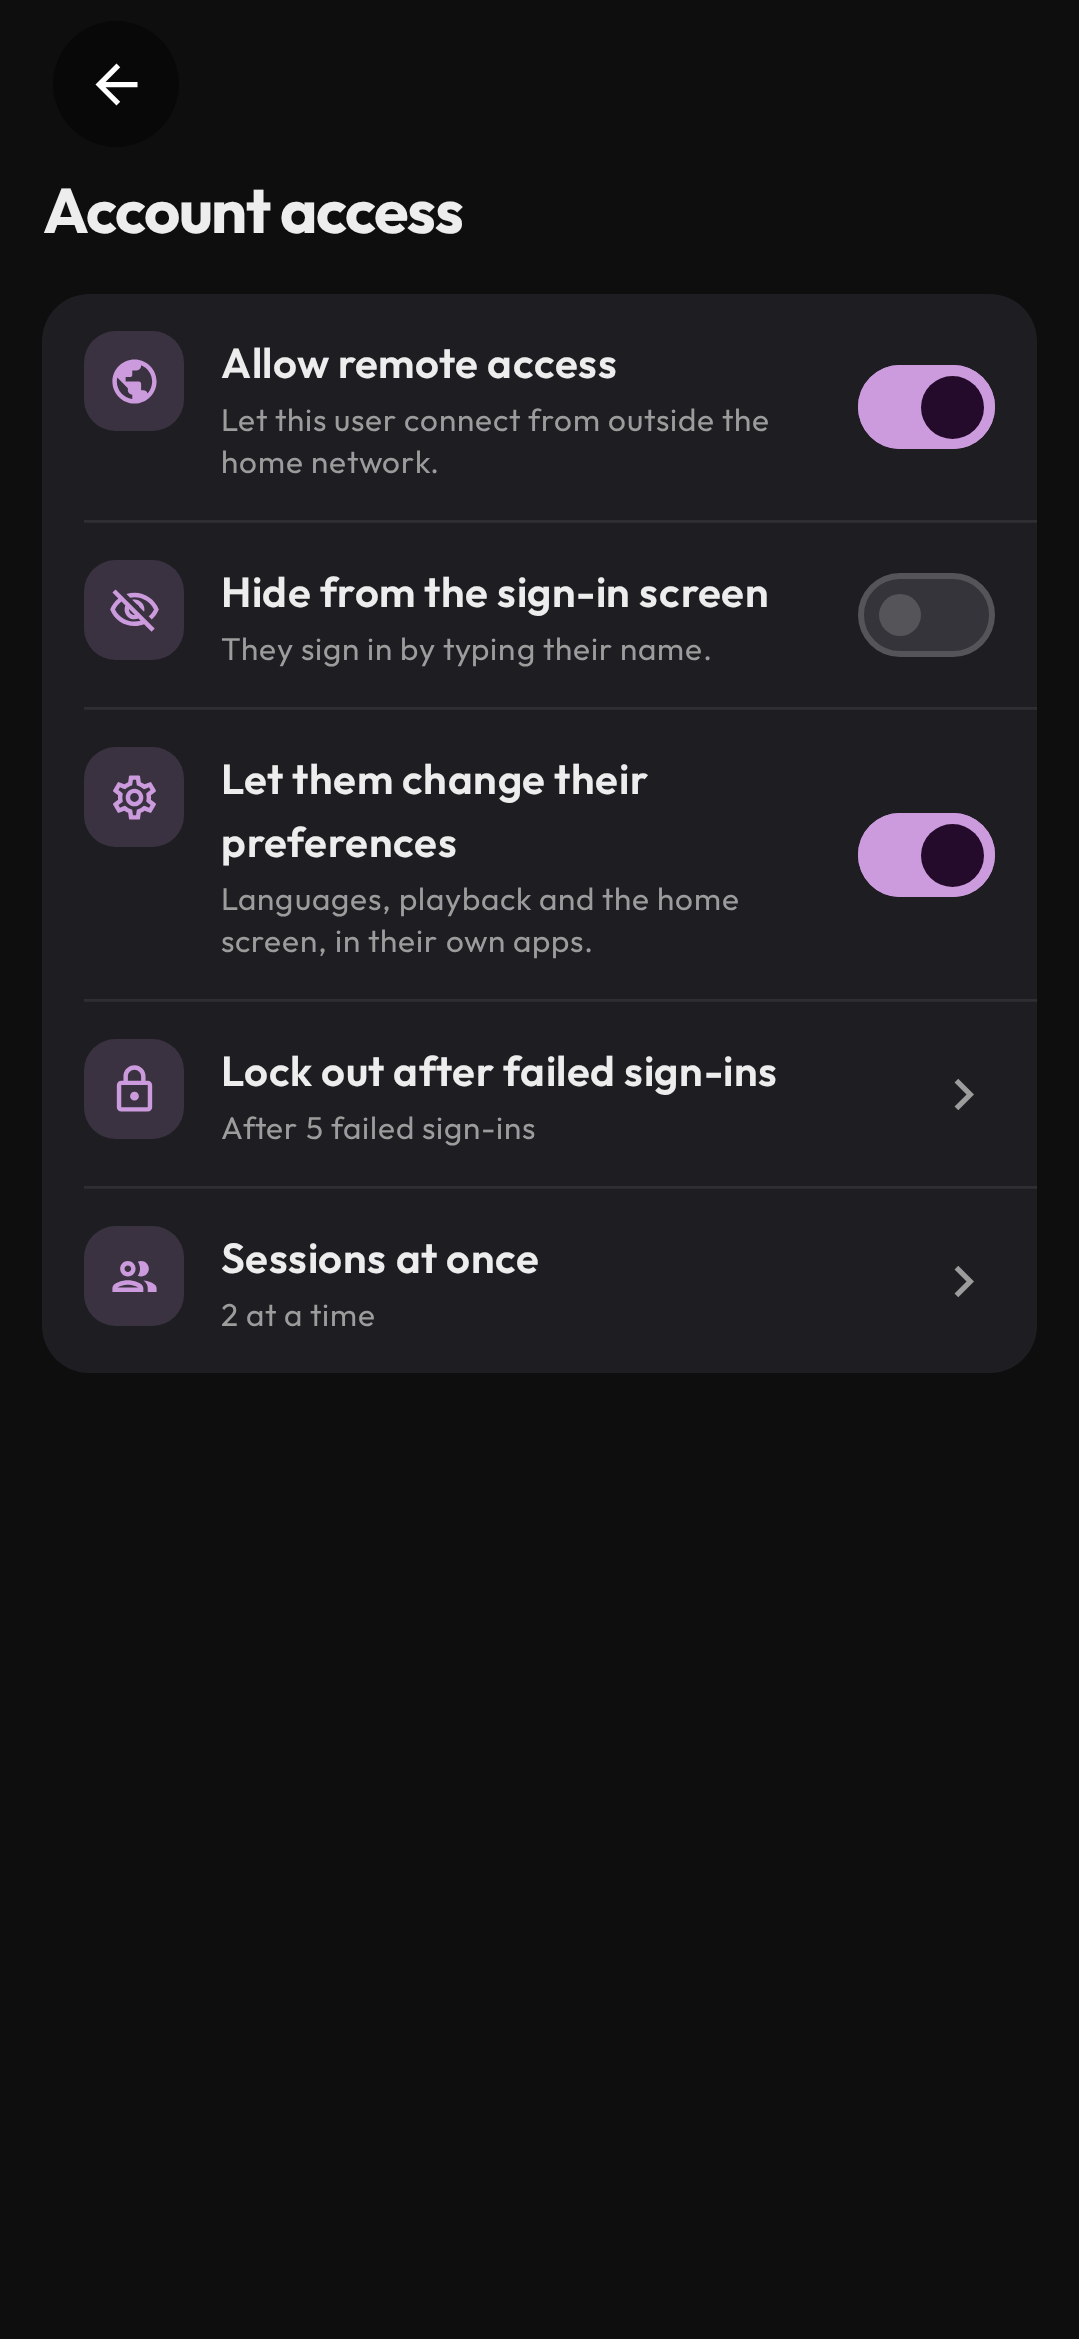 Account access
Allow remote access
Let this user connect from outside the
home network.
Hide from the sign-in screen
They sign in by typing their name.
Let them change their
preferences
Languages, playback and the home
screen, in their own apps.
Lock out after failed sign-ins
After 5 failed sign-ins
Sessions at once
2 at a time